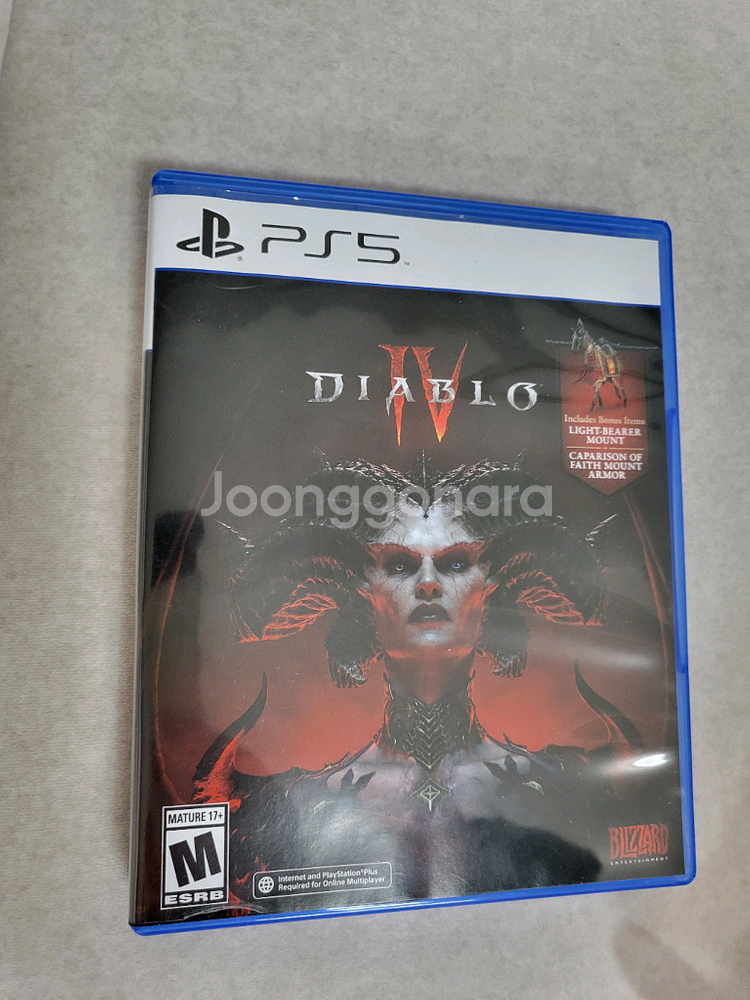 PS5
DIABLO
IV
Includes Bonus Items
LIGHT-BEARER
MOUNT
CAPARISON OF
FAITH MOUNT
ARMOR
Joonggonara
MATURE 17+
M
ESRB
Internet and PlayStation®Plus
Required for Online Multiplayer
BLIZZARD
ENTERTAINMENT